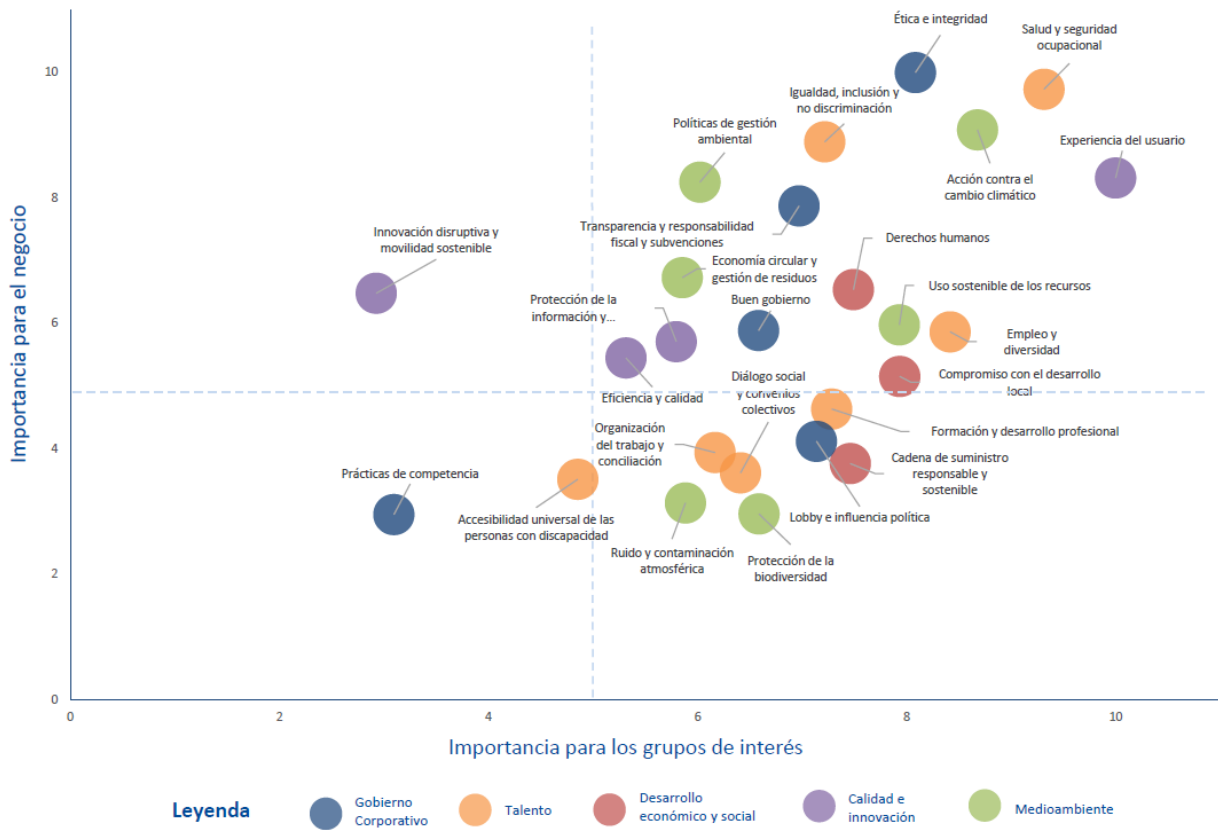 Ética e integridad
Salud y seguridad
ocupacional
Igualdad, inclusión y
no discriminación
Políticas de gestión
ambiental
Experiencia del usuario
Acción contra el
cambio climático
Transparencia y responsabilidad
fiscal y subvenciones
Innovación disruptiva y
movilidad sostenible
Derechos humanos
Economía circular y
gestión de residuos
Uso sostenible de los recursos
Protección de la
información y...
Buen gobierno
Empleo y
diversidad
Compromiso con el desarrollo
local
Eficiencia y calidad
Diálogo social
y convenios
colectivos
Organización
del trabajo y
conciliación
Formación y desarrollo profesional
Cadena de suministro
responsable y
sostenible
Prácticas de competencia
Accesibilidad universal de las
personas con discapacidad
Lobby e influencia política
Ruido y contaminación
atmosférica
Protección de la
biodiversidad
Importancia para el negocio
10
8
6
4
2
0
0 2 4 6 8 10
Importancia para los grupos de interés
Leyenda
Gobierno
Corporativo
Talento
Desarrollo
económico y social
Calidad e
innovación
Medioambiente